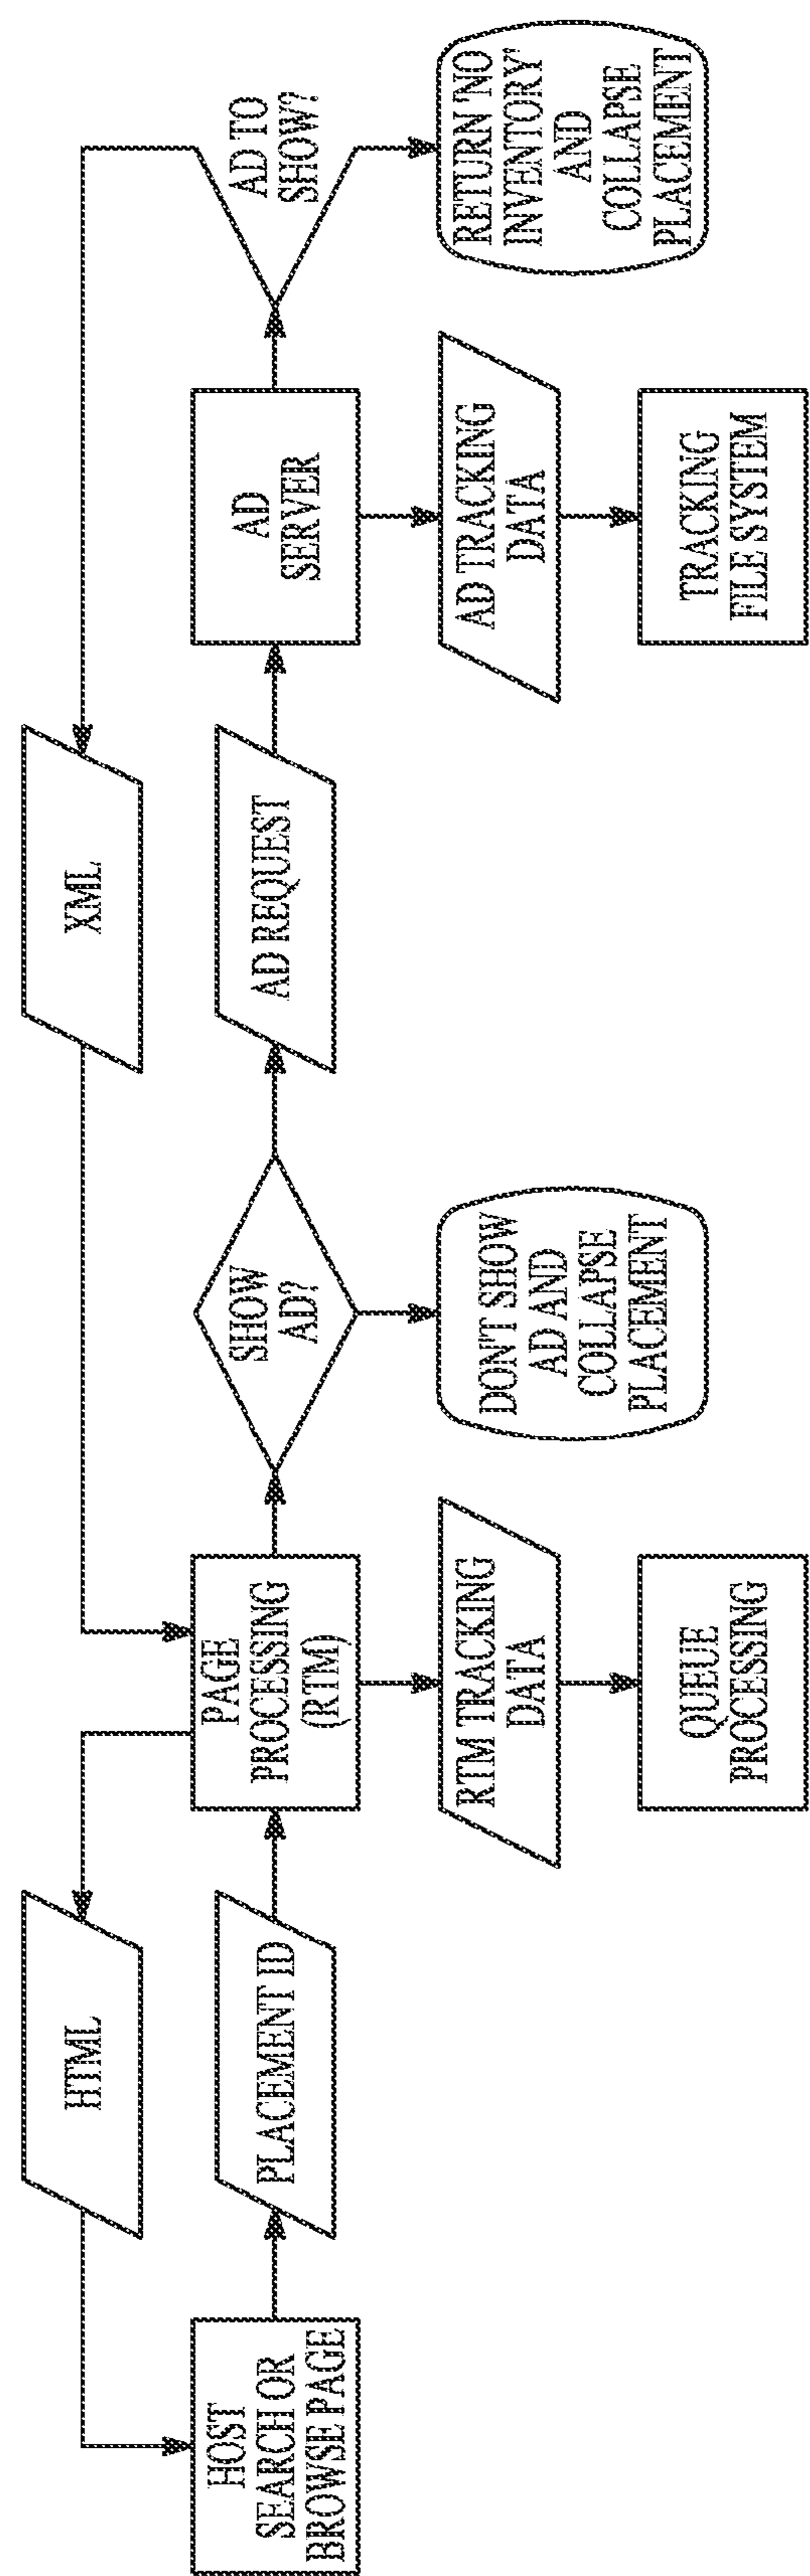 HTML
XML
HOST
SEARCH OR
BROWSE PAGE
PLACEMENT ID
PAGE
PROCESSING
(RTM)
SHOW
AD?
AD REQUEST
AD
SERVER
AD TO
SHOW?
RTM TRACKING
DATA
DON'T SHOW
AD AND
COLLAPSE
PLACEMENT
AD TRACKING
DATA
RETURN 'NO
INVENTORY'
AND
COLLAPSE
PLACEMENT
QUEUE
PROCESSING
TRACKING
FILE SYSTEM